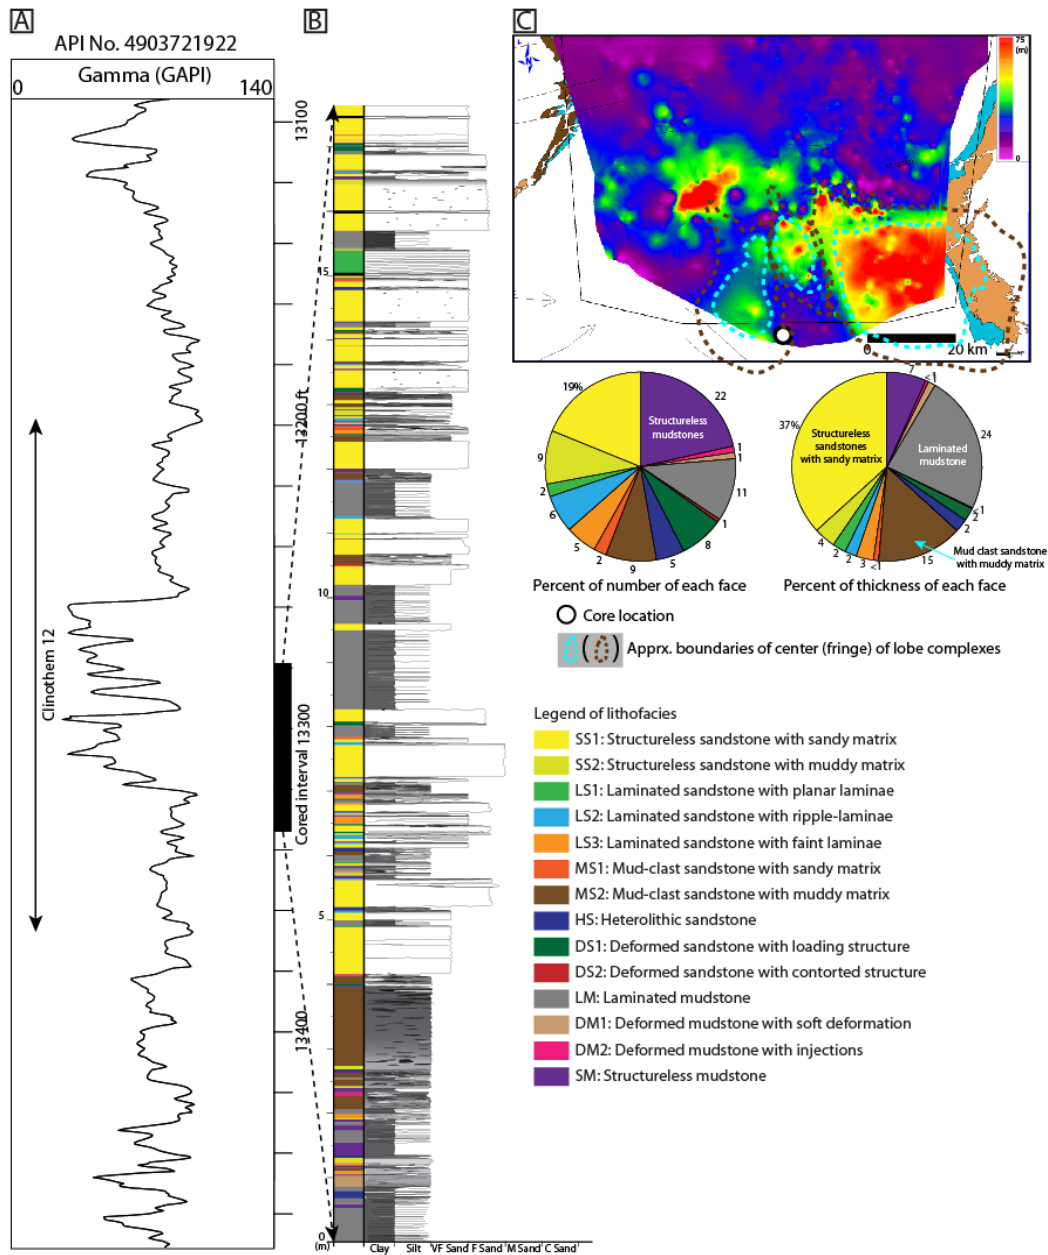 A
API No. 4903721922
Gamma (GAPI)
0
140
13100
13200 ft
13300
13400
Clinothem 12
Cored interval
B
15
10
5
0
(m)
Clay
Silt
VF Sand
F Sand
M Sand
C Sand
C
75
(m)
0
0
20 km
19%
22
Structureless
mudstones
1
1
11
1
8
5
9
2
5
6
2
9
Percent of number of each face
37%
Structureless
sandstones
with sandy matrix
7
<1
1
24
Laminated
mudstone
<1
2
2
15
Mud clast sandstone
with muddy matrix
<1
3
2
2
4
Percent of thickness of each face
Core location
Apprx. boundaries of center (fringe) of lobe complexes
Legend of lithofacies
SS1: Structureless sandstone with sandy matrix
SS2: Structureless sandstone with muddy matrix
LS1: Laminated sandstone with planar laminae
LS2: Laminated sandstone with ripple-laminae
LS3: Laminated sandstone with faint laminae
MS1: Mud-clast sandstone with sandy matrix
MS2: Mud-clast sandstone with muddy matrix
HS: Heterolithic sandstone
DS1: Deformed sandstone with loading structure
DS2: Deformed sandstone with contorted structure
LM: Laminated mudstone
DM1: Deformed mudstone with soft deformation
DM2: Deformed mudstone with injections
SM: Structureless mudstone